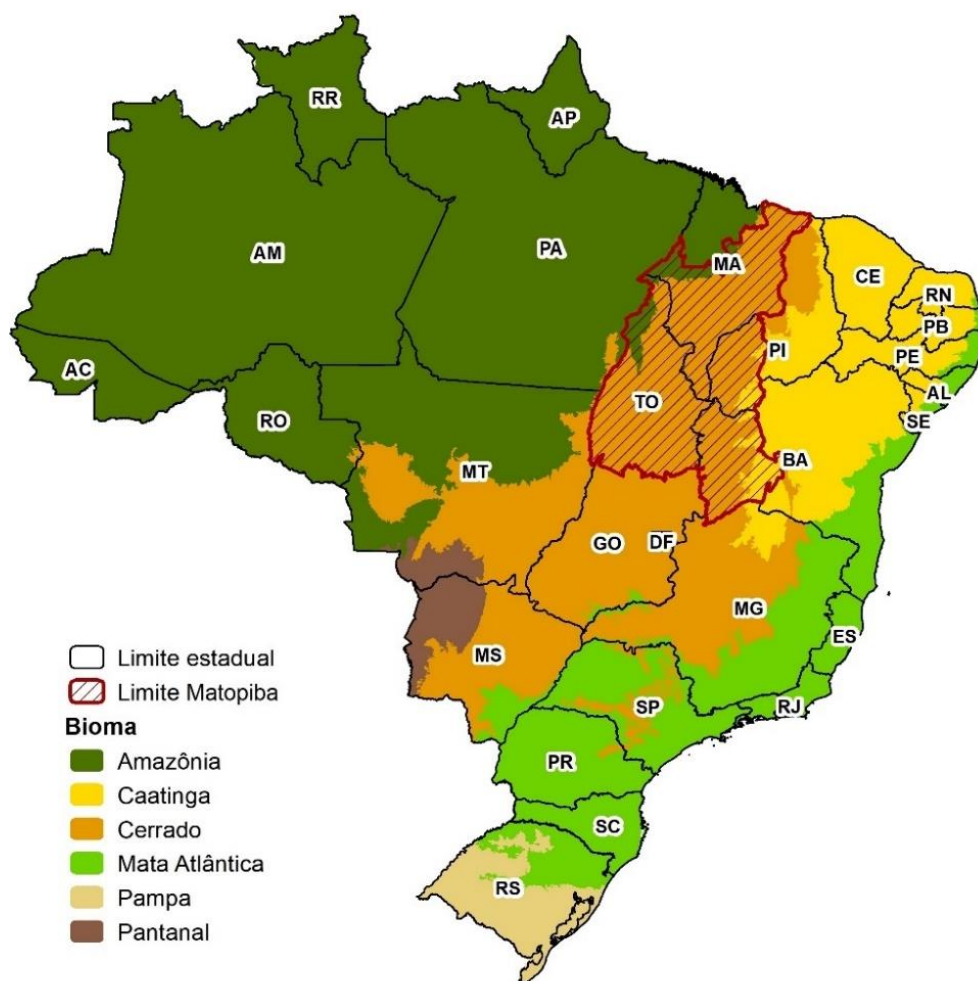 RR
AP
AM
PA
MA
CE
RN
PB
PE
AL
SE
PI
AC
RO
TO
BA
MT
GO
DF
MG
ES
MS
SP
RJ
PR
SC
RS
Limite estadual
Limite Matopiba
Bioma
Amazônia
Caatinga
Cerrado
Mata Atlântica
Pampa
Pantanal